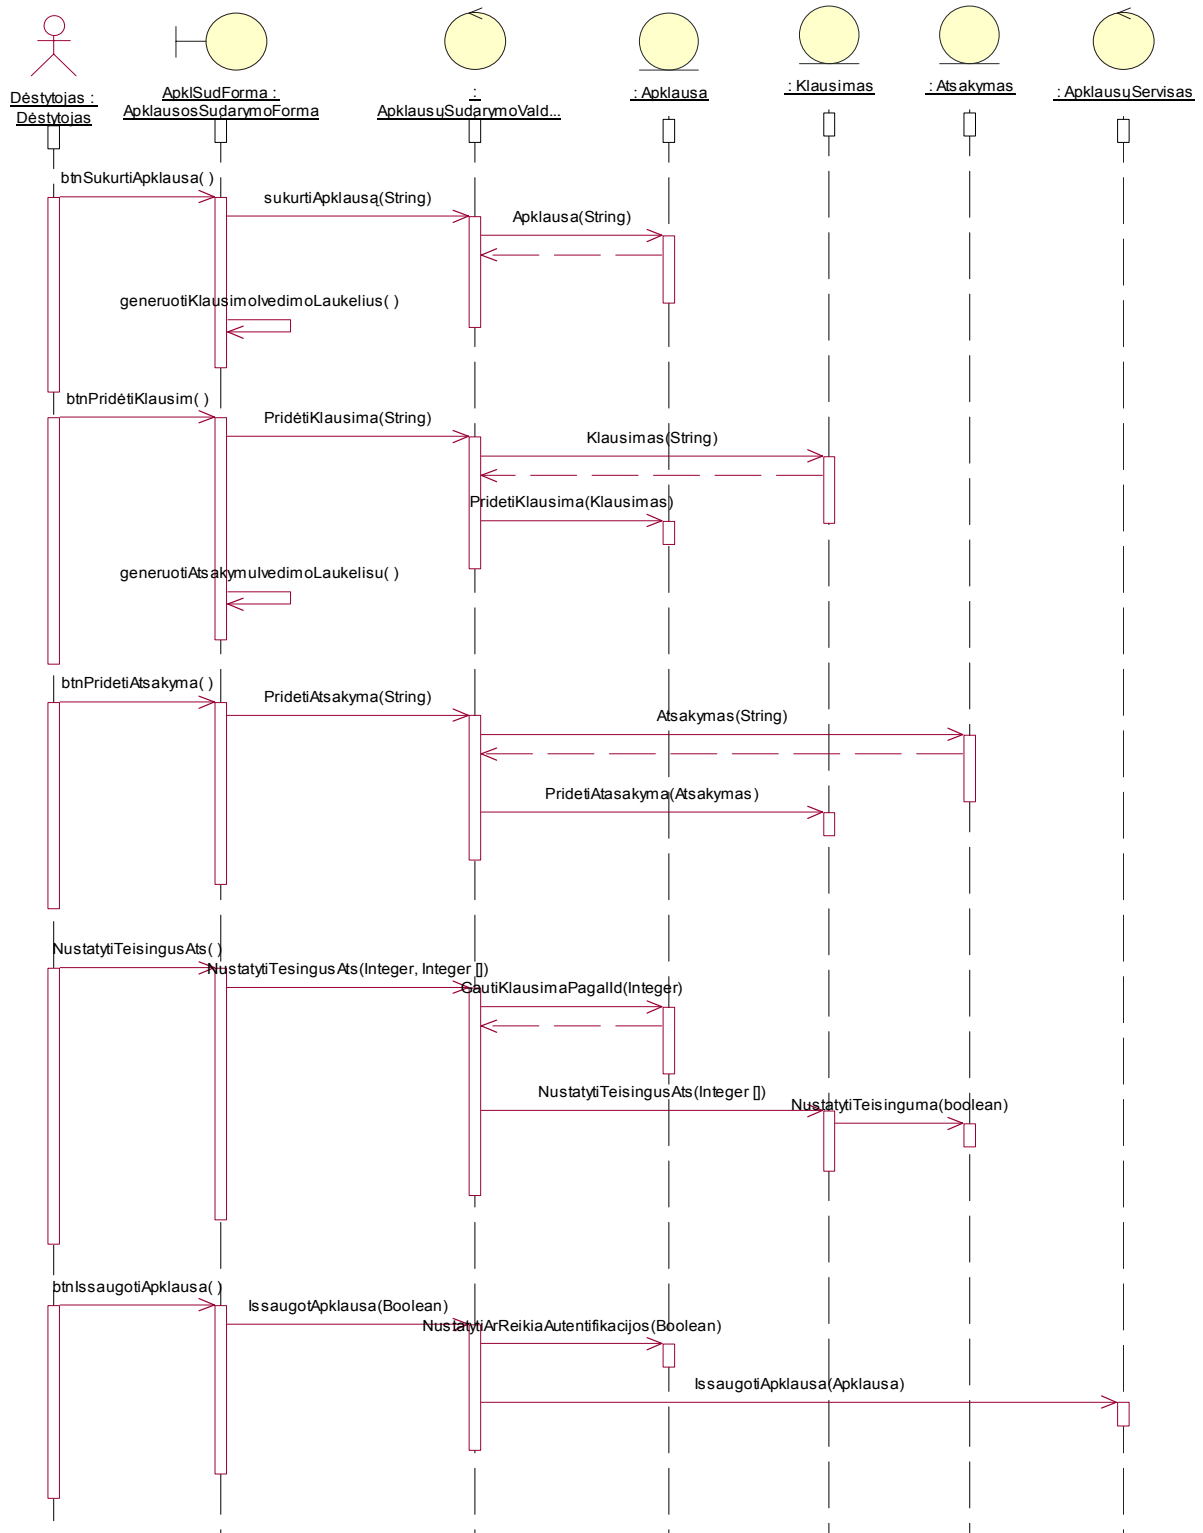 Dėstytojas :
Dėstytojas
ApklSudForma :
ApklausosSudarymoForma
:
ApklausųSudarymoVald...
: Apklausa
: Klausimas
: Atsakymas
: ApklausųServisas
btnSukurtiApklausa( )
sukurtiApklausą(String)
Apklausa(String)
generuotiKlausimoIvedimoLaukelius( )
btnPridėtiKlausim( )
PridėtiKlausima(String)
Klausimas(String)
PridetiKlausima(Klausimas)
generuotiAtsakymuIvedimoLaukelisu( )
btnPridetiAtsakyma( )
PridetiAtsakyma(String)
Atsakymas(String)
PridetiAtasakyma(Atsakymas)
NustatytiTeisingusAts( )
NustatytiTesingusAts(Integer, Integer [])
GautiKlausimaPagalId(Integer)
NustatytiTeisingusAts(Integer [])
NustatytiTeisinguma(boolean)
btnIssaugotiApklausa( )
IssaugotApklausa(Boolean)
NustatytiArReikiaAutentifikacijos(Boolean)
IssaugotiApklausa(Apklausa)